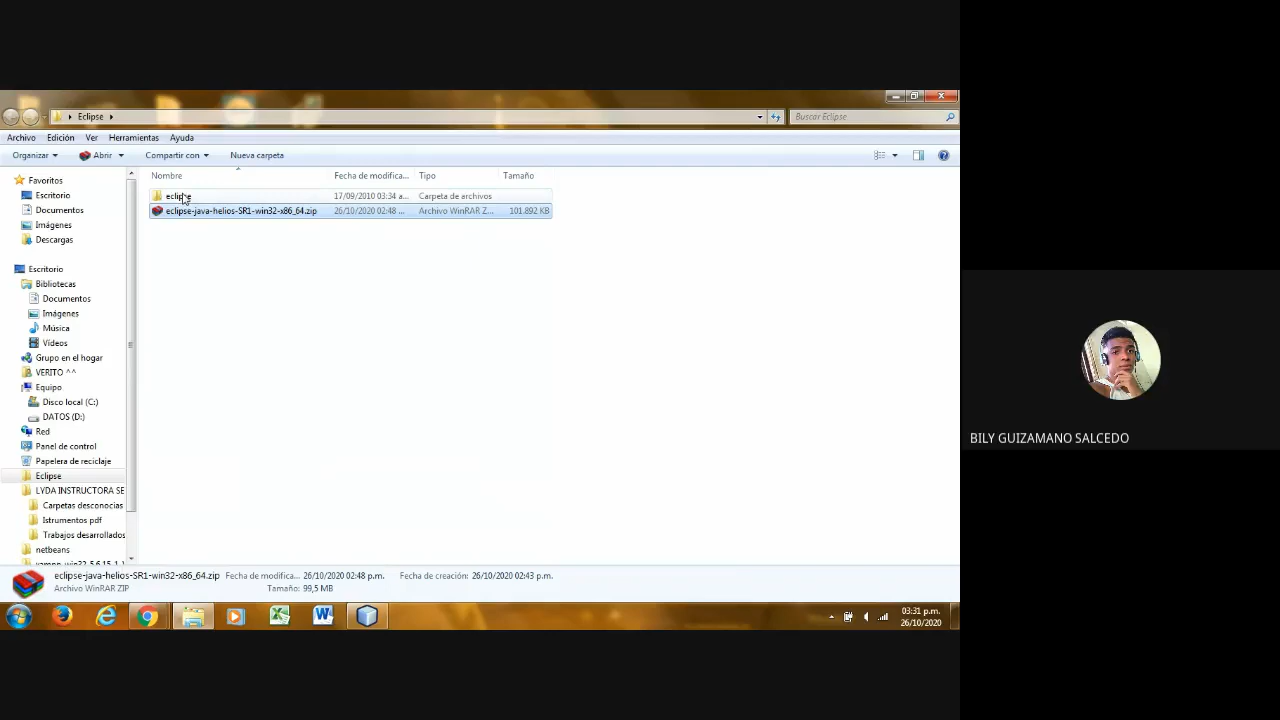 Eclipse
Buscar Eclipse
Archivo Edición Ver Herramientas Ayuda
Organizar Abrir Compartir con Nueva carpeta
Nombre Fecha de modifica... Tipo Tamaño
eclipse 17/09/2010 03:34 a... Carpeta de archivos
eclipse-java-helios-SR1-win32-x86_64.zip 26/10/2020 02:48 ... Archivo WinRAR Z... 101.892 KB
Favoritos
Escritorio
Documentos
Imágenes
Descargas
Escritorio
Bibliotecas
Documentos
Imágenes
Música
Vídeos
Grupo en el hogar
VERITO ^^
Equipo
Disco local (C:)
DATOS (D:)
Red
Panel de control
Papelera de reciclaje
Eclipse
LYDA INSTRUCTORA SE
Carpetas desconocias
Istrumentos pdf
Trabajos desarrollados
netbeans
eclipse-java-helios-SR1-win32-x86_64.zip Fecha de modifica... 26/10/2020 02:48 p.m. Fecha de creación: 26/10/2020 02:43 p.m.
Archivo WinRAR ZIP Tamaño: 99,5 MB
03:31 p.m.
26/10/2020
BILY GUIZAMANO SALCEDO